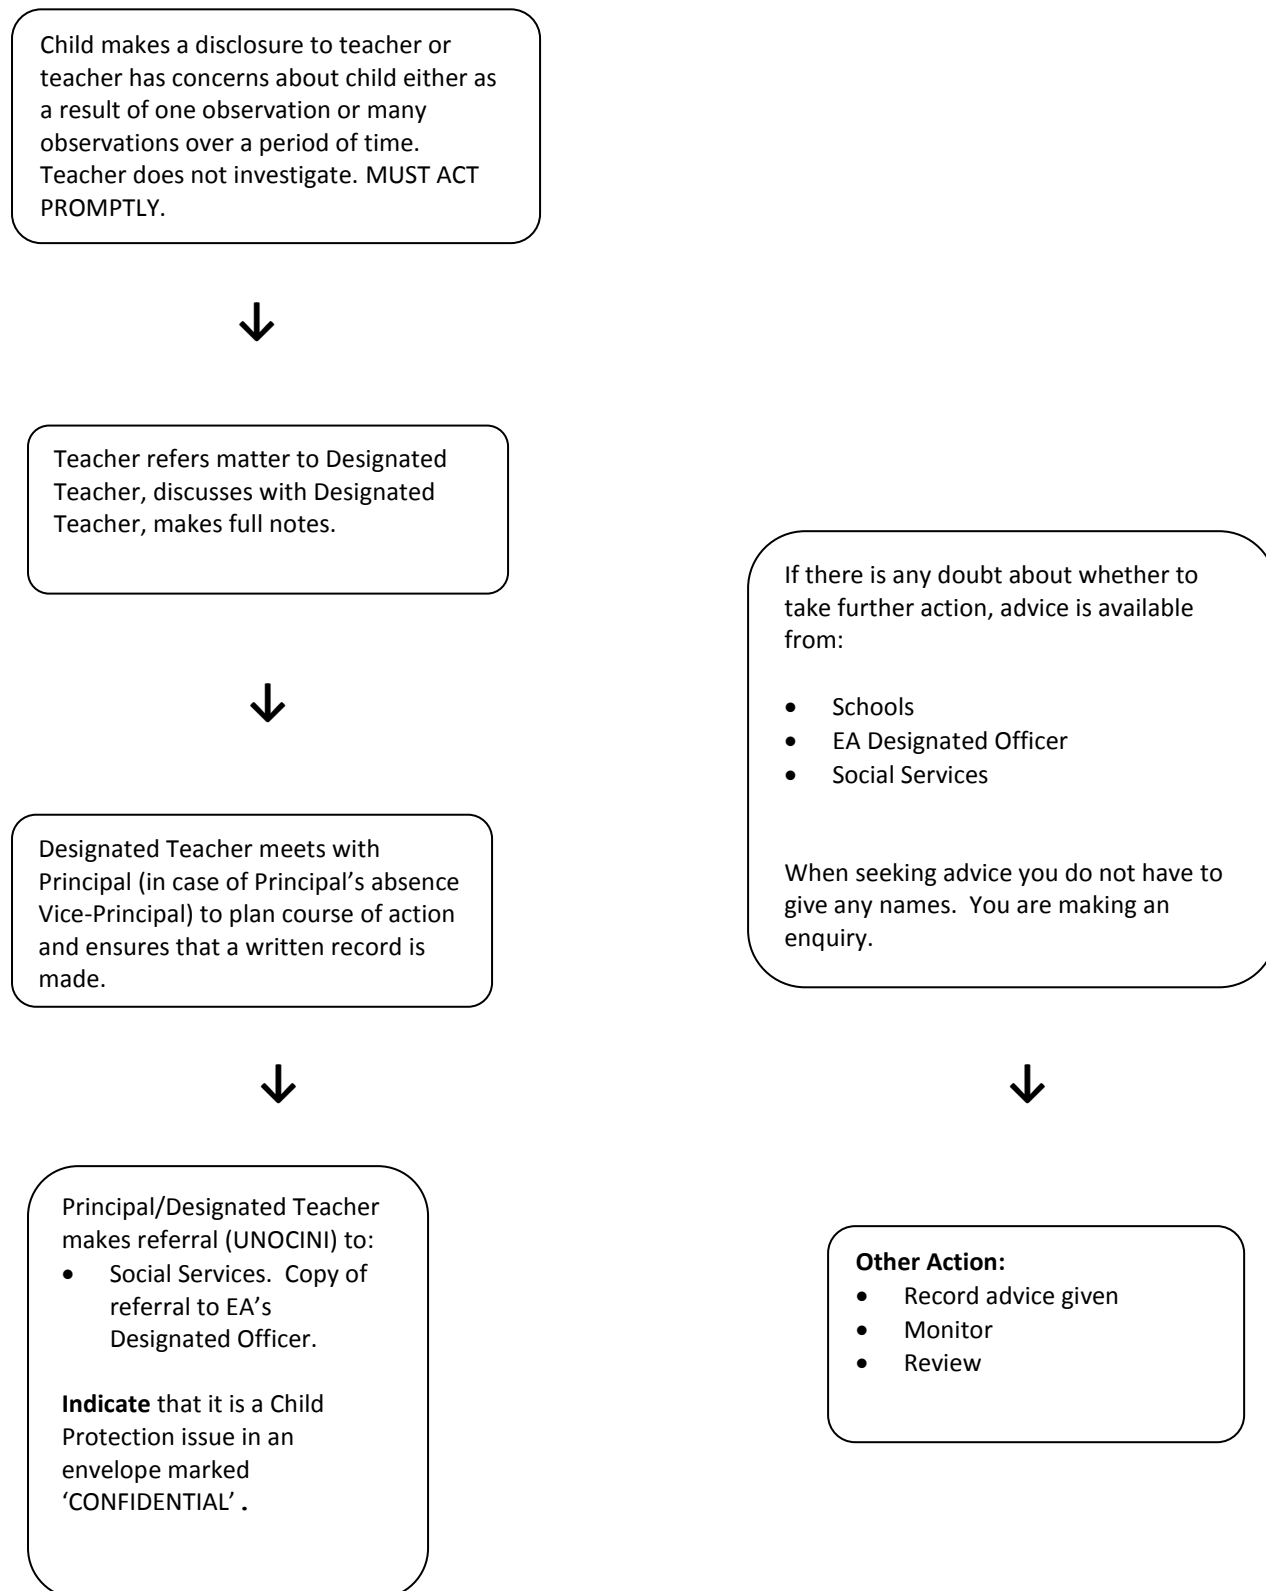 Child makes a disclosure to teacher or
teacher has concerns about child either as
a result of one observation or many
observations over a period of time.
Teacher does not investigate. MUST ACT
PROMPTLY.
Teacher refers matter to Designated
Teacher, discusses with Designated
Teacher, makes full notes.
Designated Teacher meets with
Principal (in case of Principal’s absence
Vice-Principal) to plan course of action
and ensures that a written record is
made.
Principal/Designated Teacher
makes referral (UNOCINI) to:
• Social Services.  Copy of
referral to EA’s
Designated Officer.
Indicate that it is a Child
Protection issue in an
envelope marked
‘CONFIDENTIAL’ .
If there is any doubt about whether to
take further action, advice is available
from:
• Schools
• EA Designated Officer
• Social Services
When seeking advice you do not have to
give any names.  You are making an
enquiry.
Other Action:
• Record advice given
• Monitor
• Review